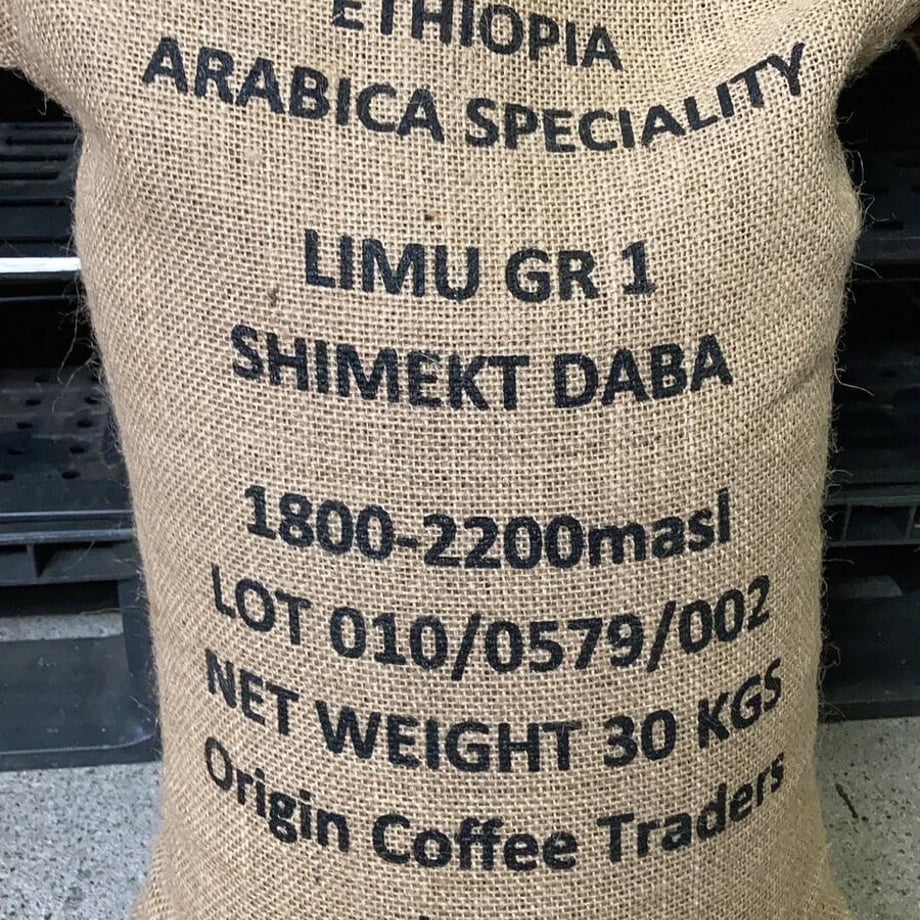 ETHIOPIA
ARABICA SPECIALITY
LIMU GR 1
SHIMEKT DABA
1800-2200masl
LOT 010/0579/002
NET WEIGHT 30 KGS
Origin Coffee Traders